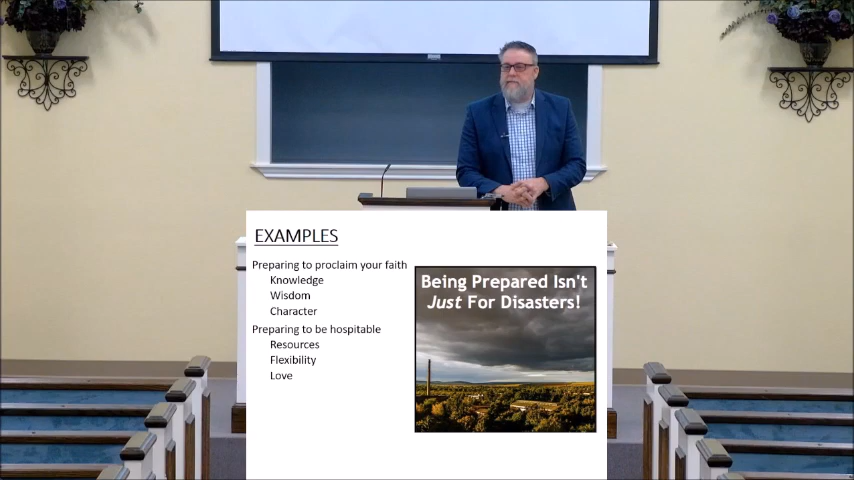 EXAMPLES
Preparing to proclaim your faith
Knowledge
Wisdom
Character
Preparing to be hospitable
Resources
Flexibility
Love
Being Prepared Isn't
Just For Disasters!